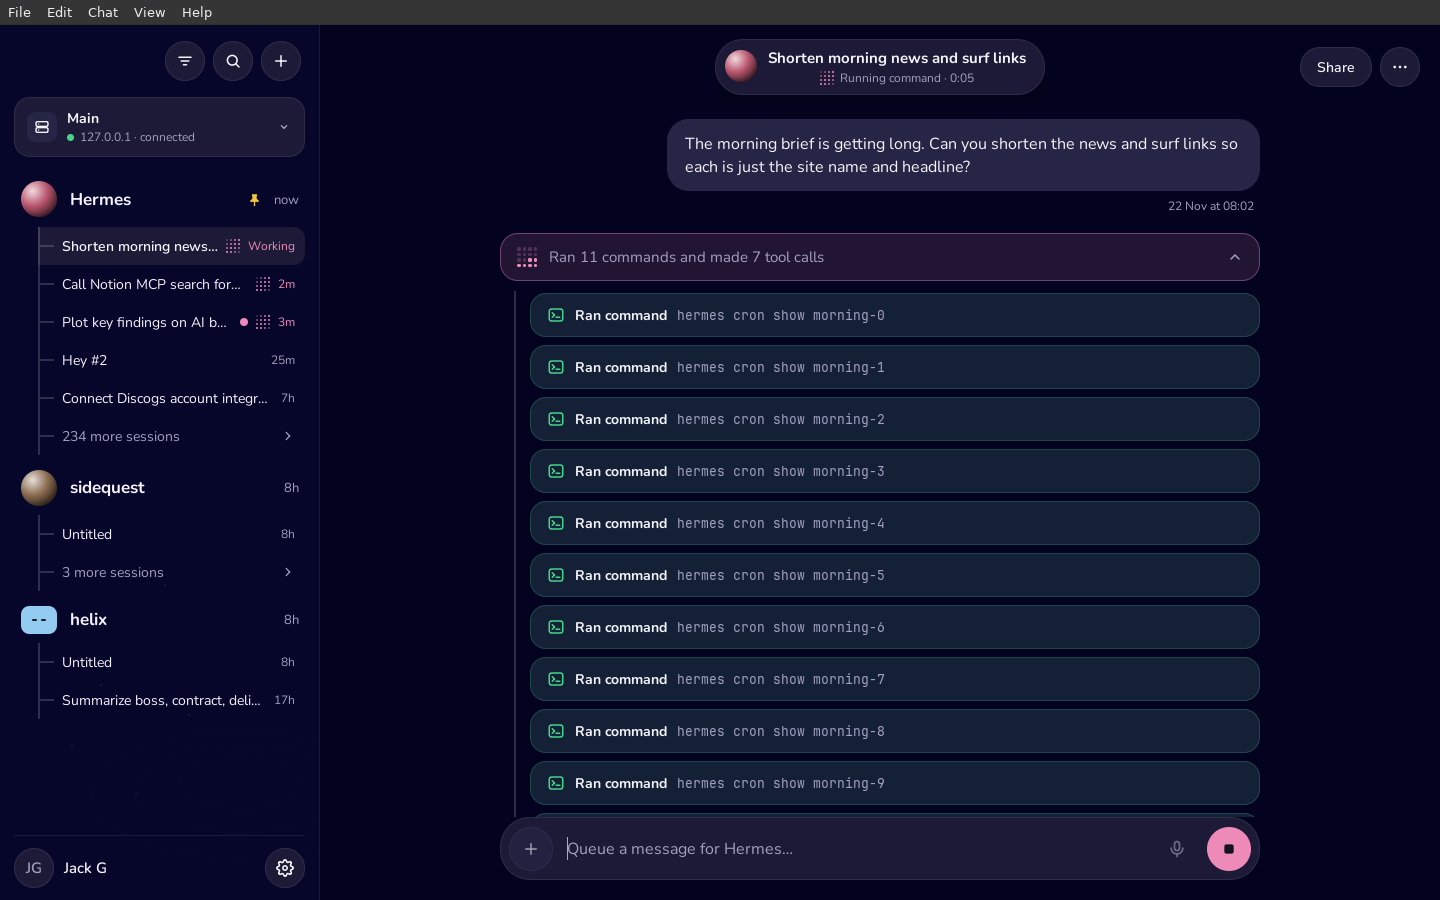 File Edit Chat View Help
Main
127.0.0.1 · connected
Hermes now
Shorten morning news... Working
Call Notion MCP search for... 2m
Plot key findings on AI b... 3m
Hey #2 25m
Connect Discogs account integr... 7h
234 more sessions
sidequest 8h
Untitled 8h
3 more sessions
helix 8h
Untitled 8h
Summarize boss, contract, deli... 17h
JG Jack G
Shorten morning news and surf links
Running command · 0:05
Share
The morning brief is getting long. Can you shorten the news and surf links so
each is just the site name and headline?
22 Nov at 08:02
Ran 11 commands and made 7 tool calls
Ran command hermes cron show morning-0
Ran command hermes cron show morning-1
Ran command hermes cron show morning-2
Ran command hermes cron show morning-3
Ran command hermes cron show morning-4
Ran command hermes cron show morning-5
Ran command hermes cron show morning-6
Ran command hermes cron show morning-7
Ran command hermes cron show morning-8
Ran command hermes cron show morning-9
Queue a message for Hermes...